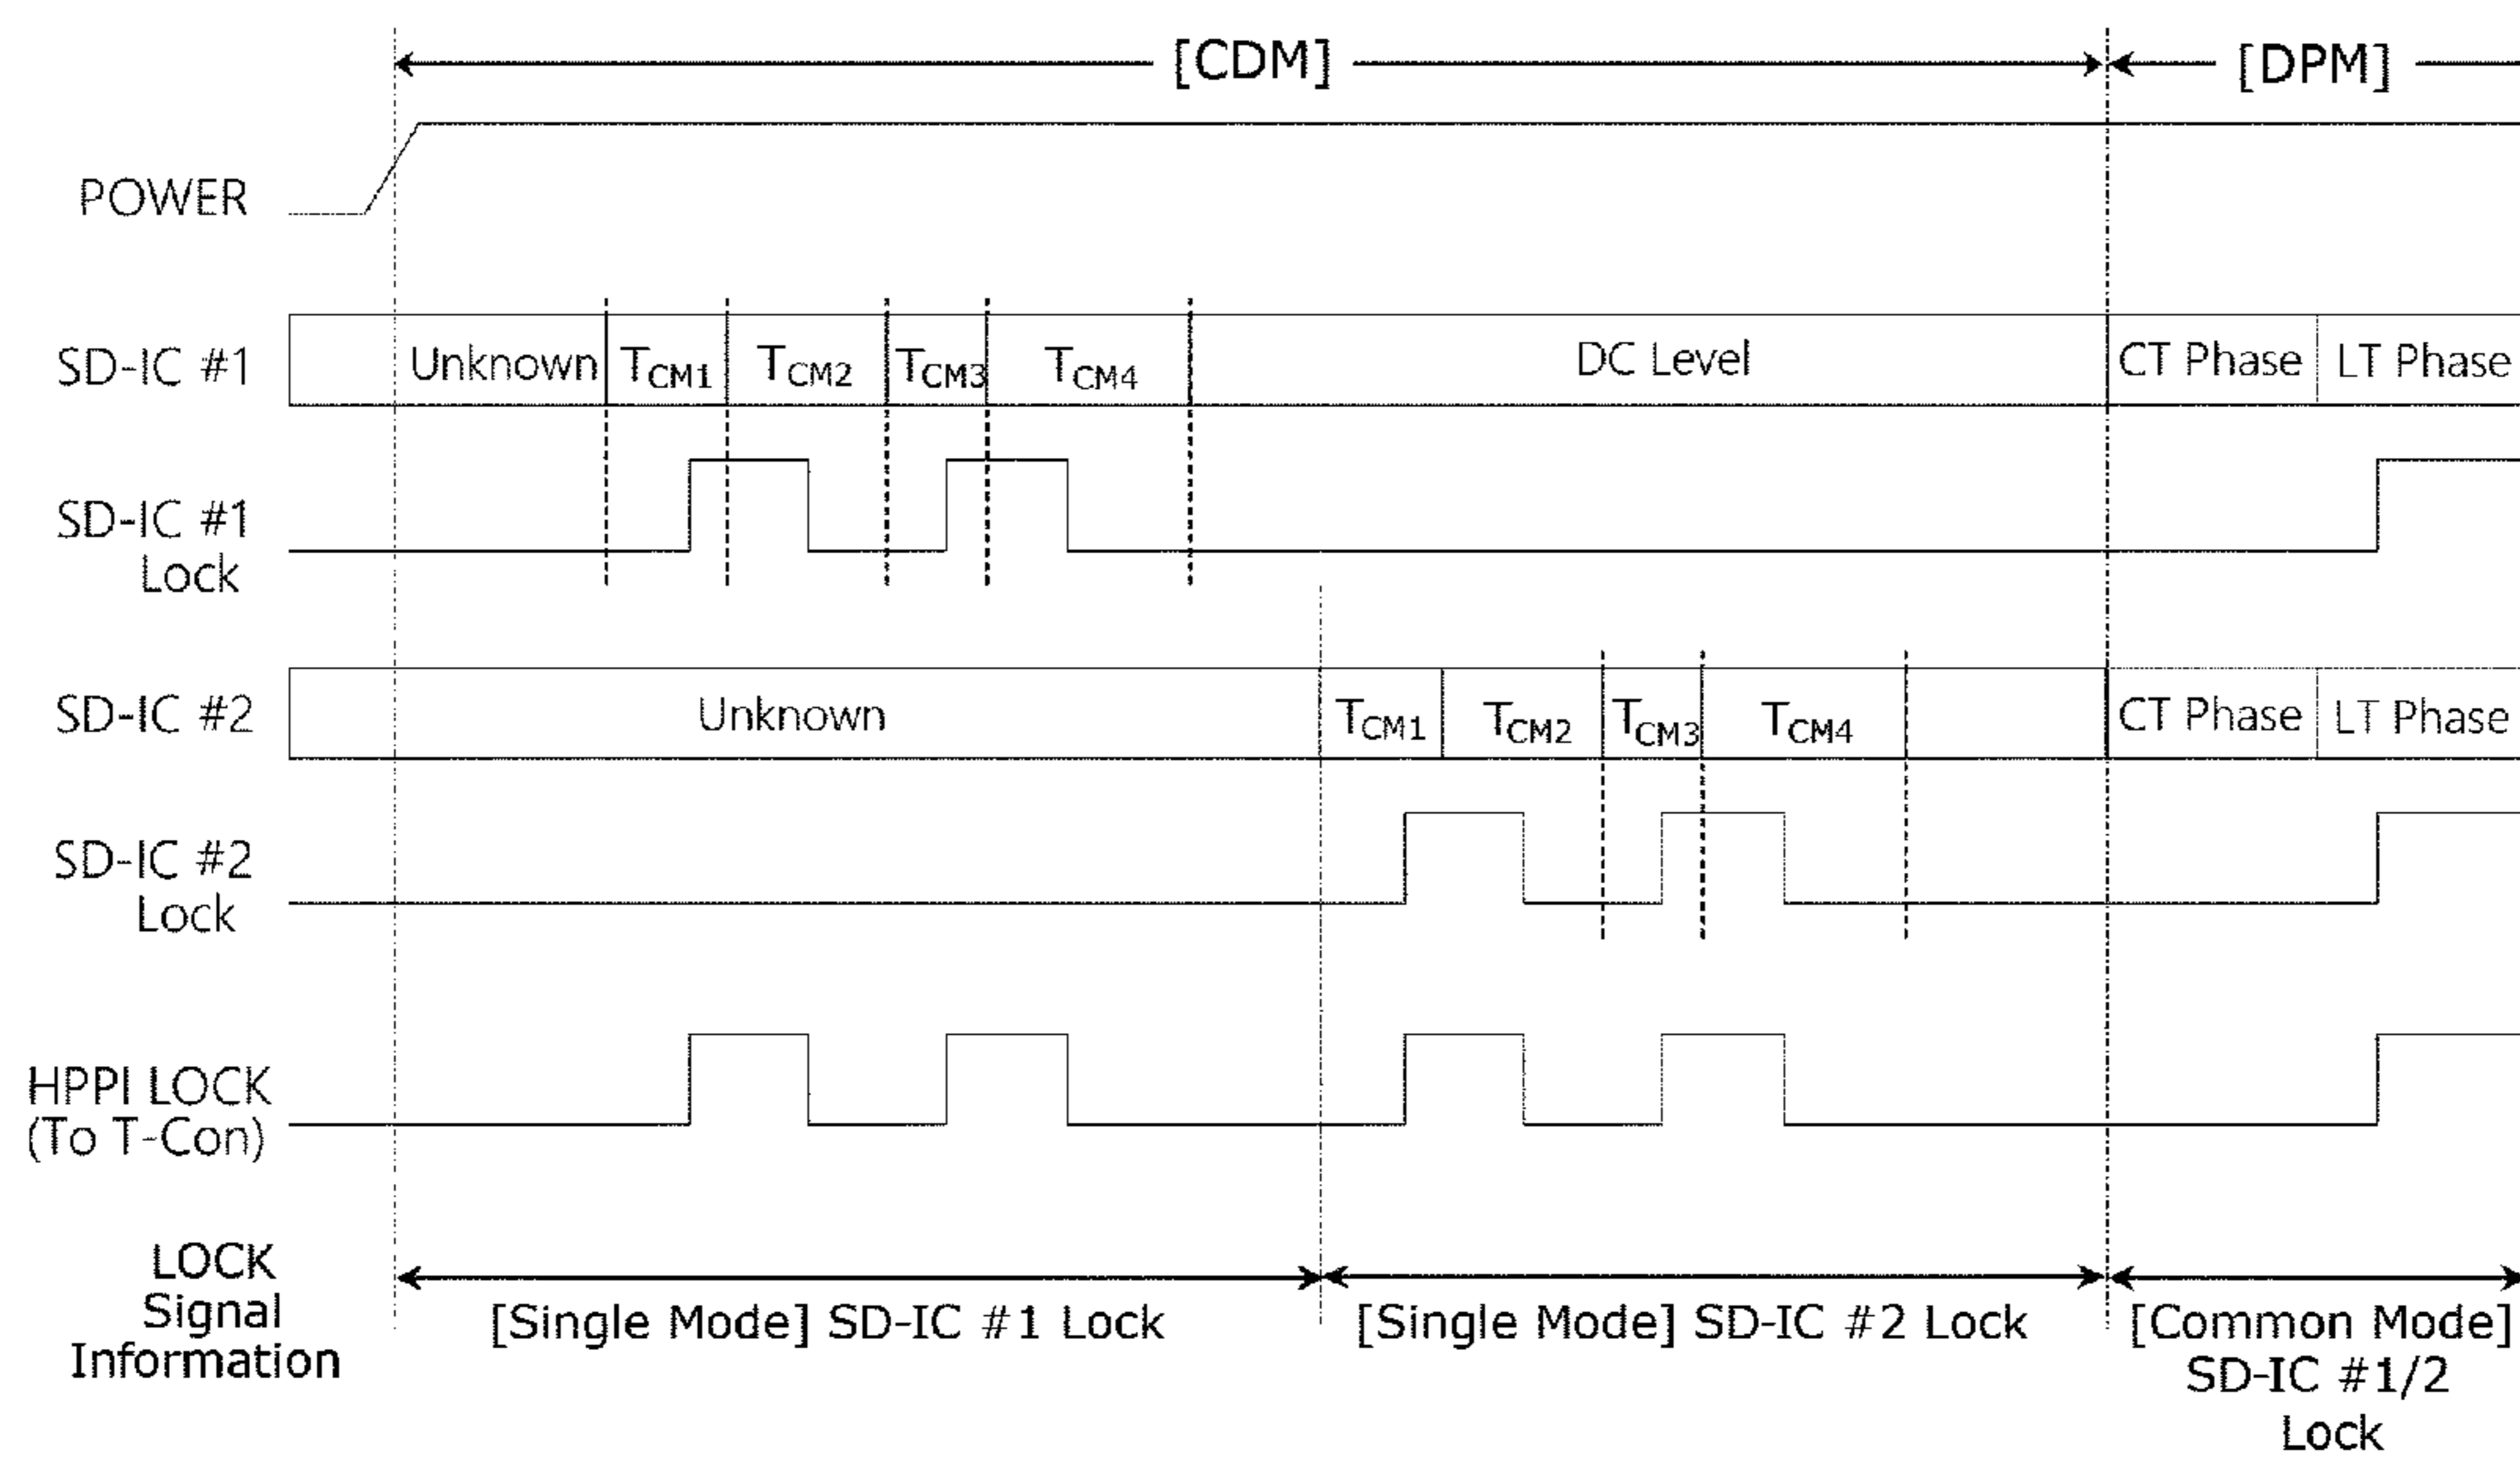 [CDM] [DPM]
POWER
SD-IC #1 Unknown TCM1 TCM2 TCM3 TCM4 DC Level CT Phase LT Phase
SD-IC #1
Lock
SD-IC #2 Unknown TCM1 TCM2 TCM3 TCM4 CT Phase LT Phase
SD-IC #2
Lock
HPPI LOCK
(To T-Con)
LOCK
Signal
Information
[Single Mode] SD-IC #1 Lock
[Single Mode] SD-IC #2 Lock
[Common Mode]
SD-IC #1/2
Lock